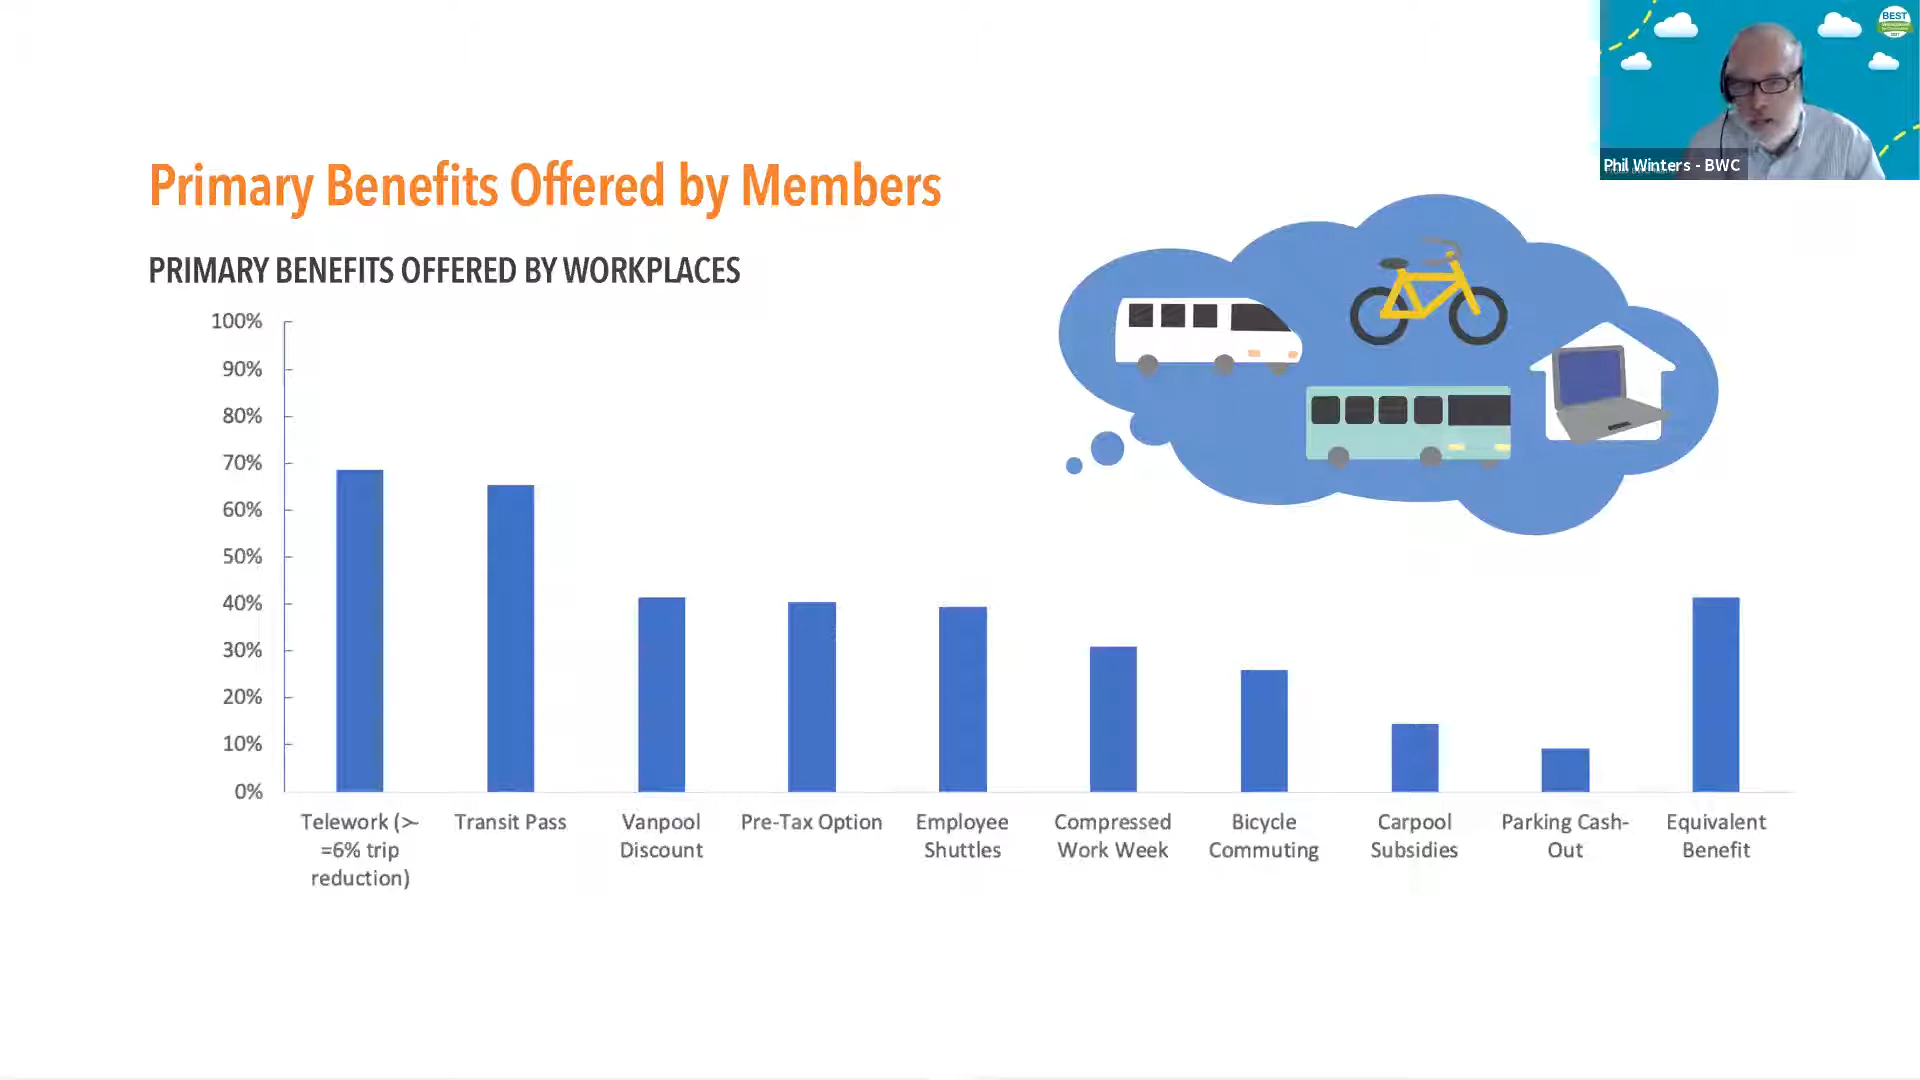 BEST
Phil Winters - BWC
Primary Benefits Offered by Members
PRIMARY BENEFITS OFFERED BY WORKPLACES
100%
90%
80%
70%
60%
50%
40%
30%
20%
10%
0%
Telework (>-
=6% trip
reduction)
Transit Pass
Vanpool
Discount
Pre-Tax Option
Employee
Shuttles
Compressed
Work Week
Bicycle
Commuting
Carpool
Subsidies
Parking Cash-
Out
Equivalent
Benefit